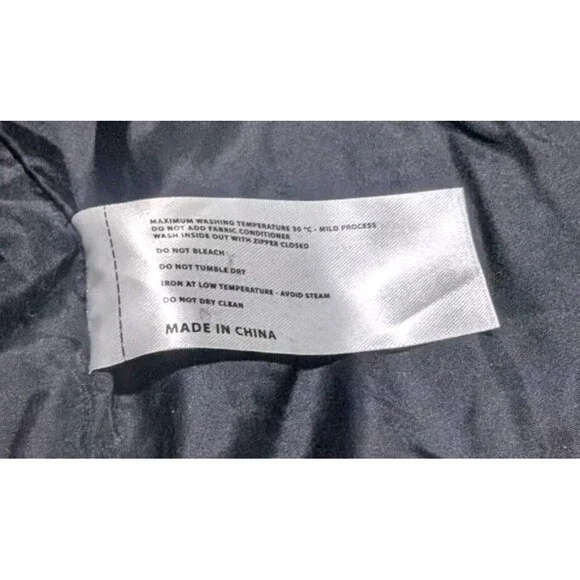 MAXIMUM WASHING TEMPERATURE 30 °C - MILD PROCESS
DO NOT ADD FABRIC CONDITIONER
WASH INSIDE OUT WITH ZIPPER CLOSED
DO NOT BLEACH
DO NOT TUMBLE DRY
IRON AT LOW TEMPERATURE - AVOID STEAM
DO NOT DRY CLEAN
MADE IN CHINA